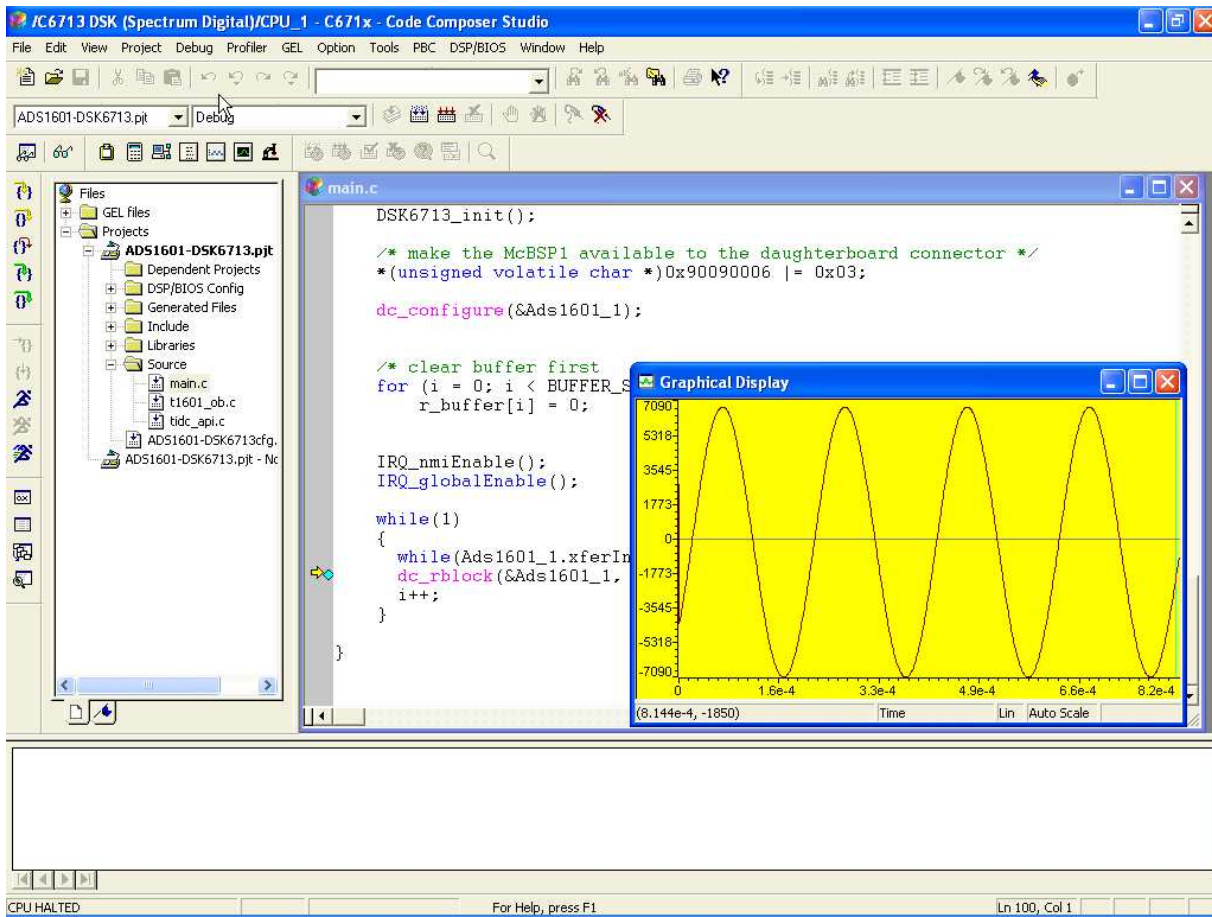 /C6713 DSK (Spectrum Digital)/CPU_1 - C671x - Code Composer Studio
File Edit View Project Debug Profiler GEL Option Tools PBC DSP/BIOS Window Help
ADS1601-DSK6713.pjt Debug
Files
GEL files
Projects
ADS1601-DSK6713.pjt
Dependent Projects
DSP/BIOS Config
Generated Files
Include
Libraries
Source
main.c
t1601_ob.c
tidc_api.c
ADS1601-DSK6713cfg.
ADS1601-DSK6713.pjt - Nc
main.c
DSK6713_init();
/* make the McBSP1 available to the daughterboard connector */
*(unsigned volatile char *)0x90090006 |= 0x03;
dc_configure(&Ads1601_1);
/* clear buffer first
for (i = 0; i < BUFFER_S
r_buffer[i] = 0;
IRQ_nmiEnable();
IRQ_globalEnable();
while(1)
{
while(Ads1601_1.xferIn
dc_rblock(&Ads1601_1,
i++;
}
}
Graphical Display
7090
5318
3545
1773
0
-1773
-3545
-5318
-7090
0 1.6e-4 3.3e-4 4.9e-4 6.6e-4 8.2e-4
(8.144e-4, -1850) Time Lin Auto Scale
CPU HALTED For Help, press F1 Ln 100, Col 1